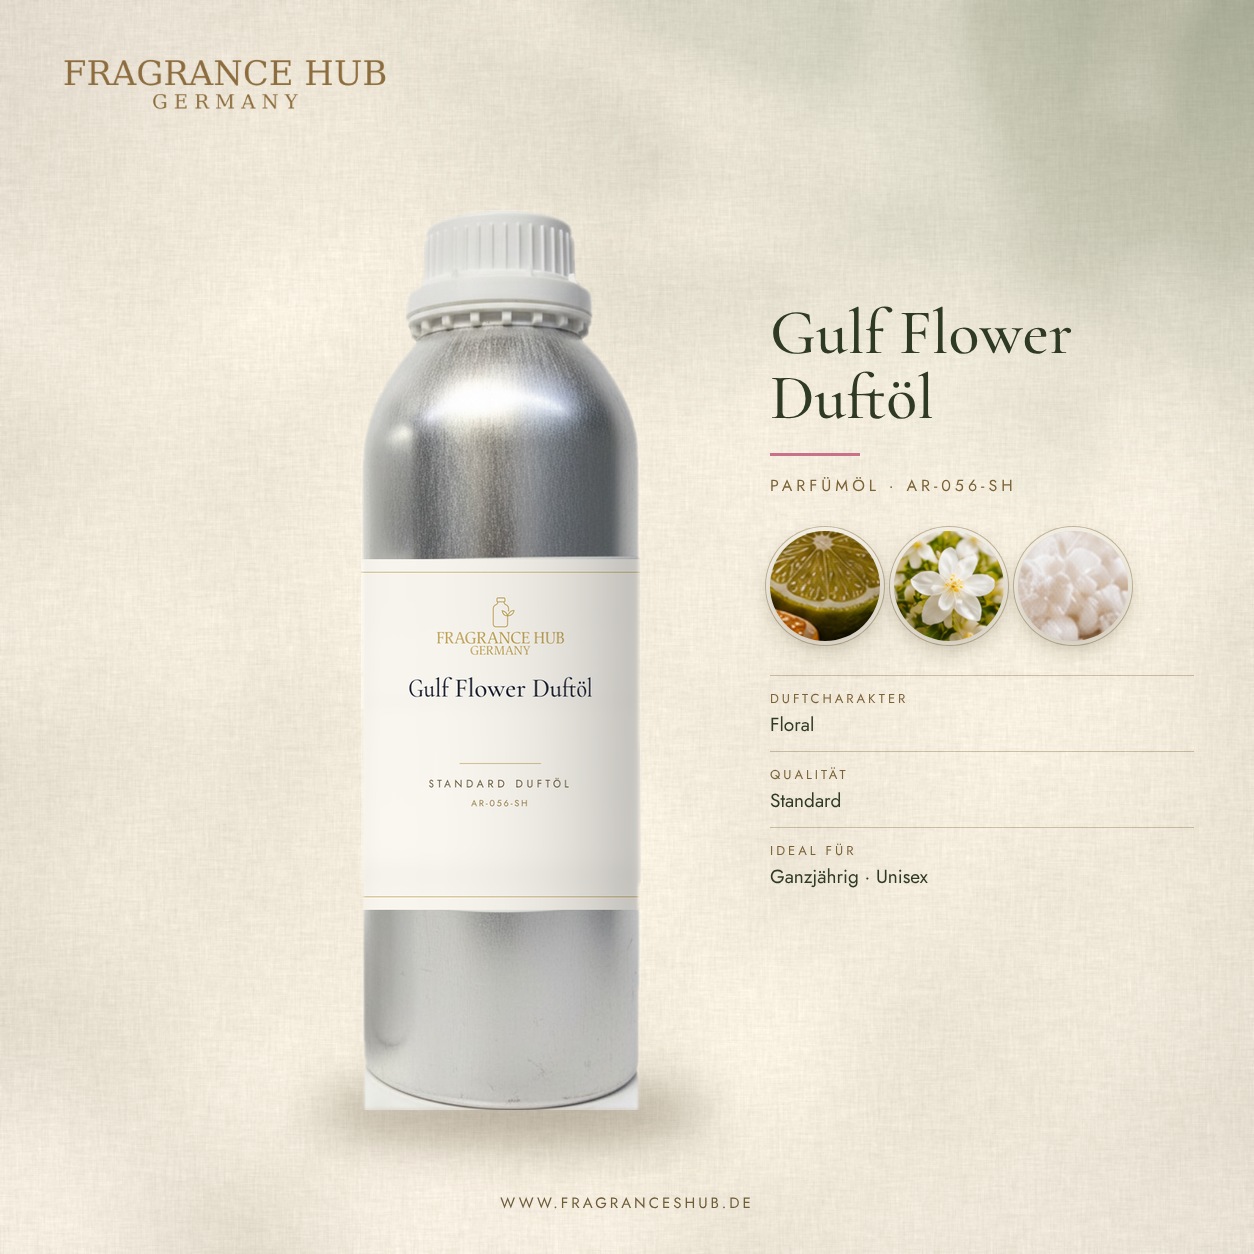 FRAGRANCE HUB
GERMANY
Gulf Flower
Duftöl
PARFÜMÖL · AR-056-SH
DUFTCHARAKTER
Floral
QUALITÄT
Standard
IDEAL FÜR
Ganzjährig · Unisex
FRAGRANCE HUB
GERMANY
Gulf Flower Duftöl
STANDARD DUFTÖL
AR-056-SH
WWW.FRAGRANCESHUB.DE